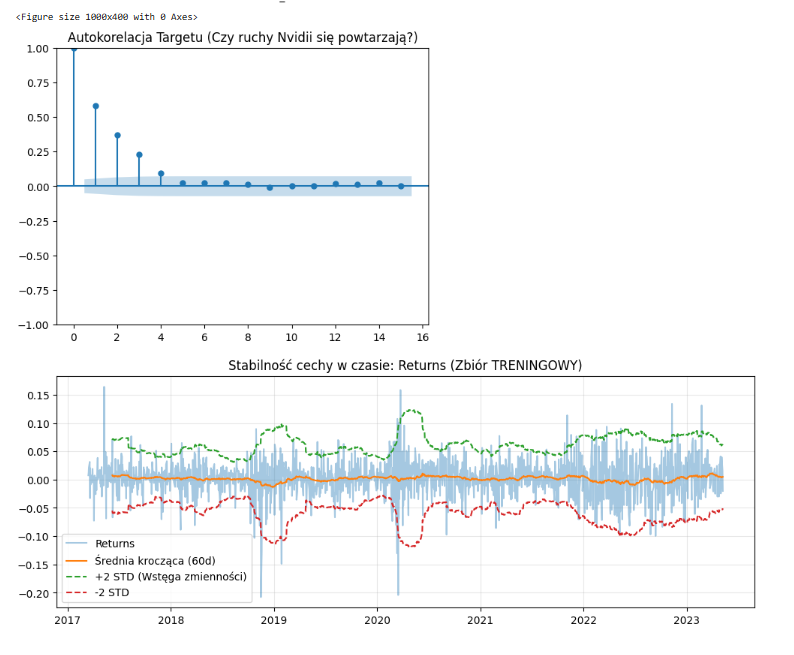 <Figure size 1000x400 with 0 Axes>
Autokorelacja Targetu (Czy ruchy Nvidii się powtarzają?)
1.00
0.75
0.50
0.25
0.00
−0.25
−0.50
−0.75
−1.00
0 2 4 6 8 10 12 14 16
Stabilność cechy w czasie: Returns (Zbiór TRENINGOWY)
0.15
0.10
0.05
0.00
−0.05
−0.10
−0.15
−0.20
Returns
Średnia krocząca (60d)
+2 STD (Wstęga zmienności)
-2 STD
2017 2018 2019 2020 2021 2022 2023